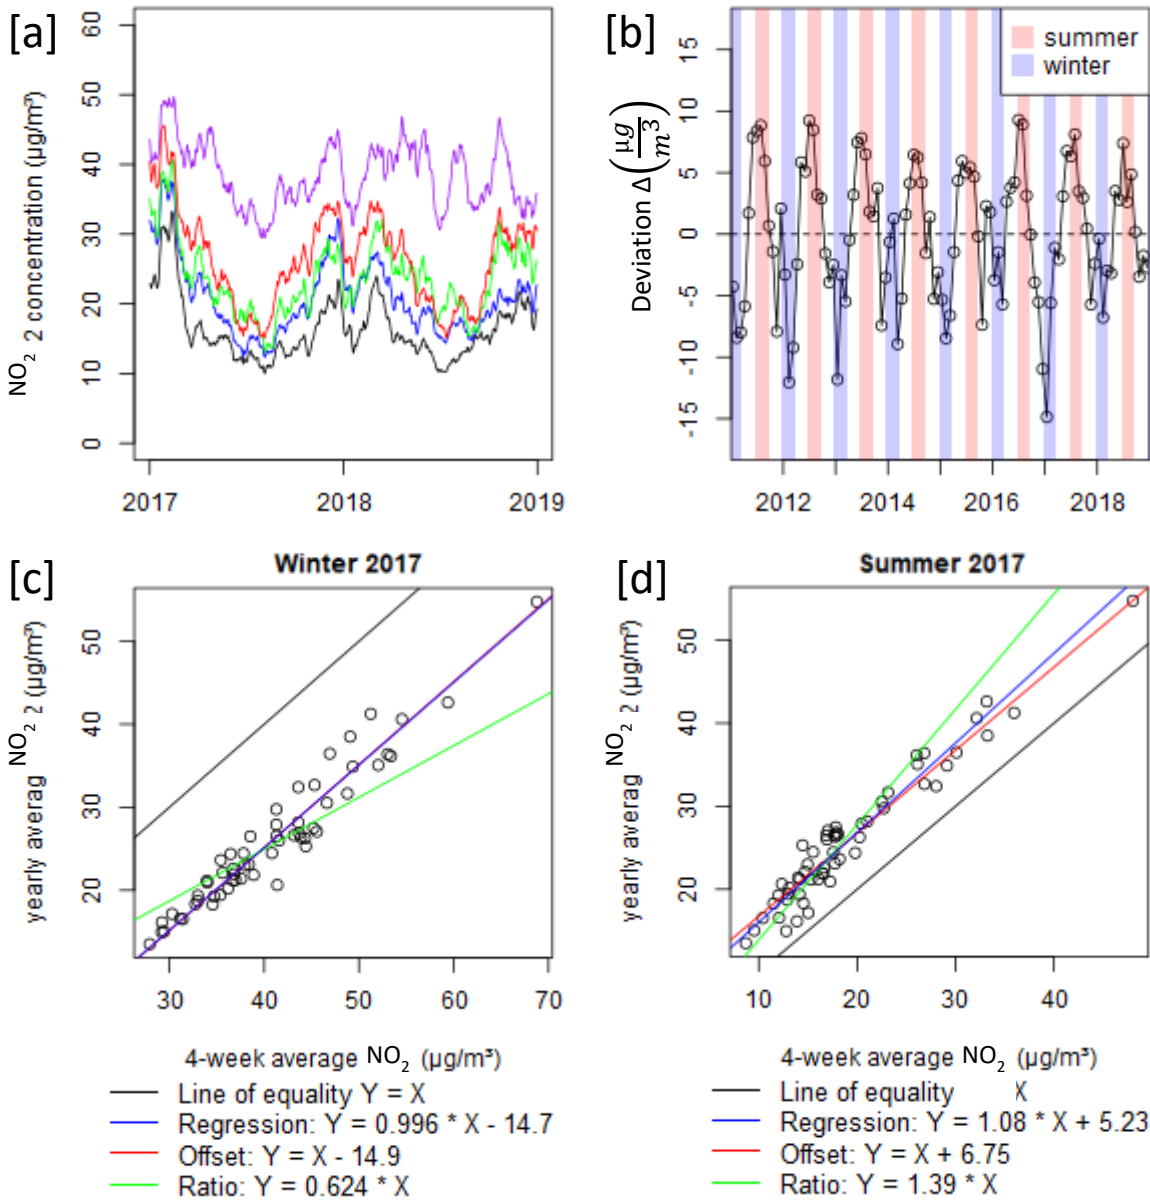 [a]
NO2 2 concentration (µg/m³)
60
50
40
30
20
10
0
2017 2018 2019
[b]
Deviation Δ (µg/m3)
15
10
5
0
-5
-10
-15
summer
winter
2012 2014 2016 2018
[c]
Winter 2017
yearly averag NO2 2 (µg/m³)
50
40
30
20
30 40 50 60 70
4-week average NO2 (µg/m³)
Line of equality Y = X
Regression: Y = 0.996 * X - 14.7
Offset: Y = X - 14.9
Ratio: Y = 0.624 * X
[d]
Summer 2017
yearly averag NO2 2 (µg/m³)
50
40
30
20
10 20 30 40
4-week average NO2 (µg/m³)
Line of equality X
Regression: Y = 1.08 * X + 5.23
Offset: Y = X + 6.75
Ratio: Y = 1.39 * X